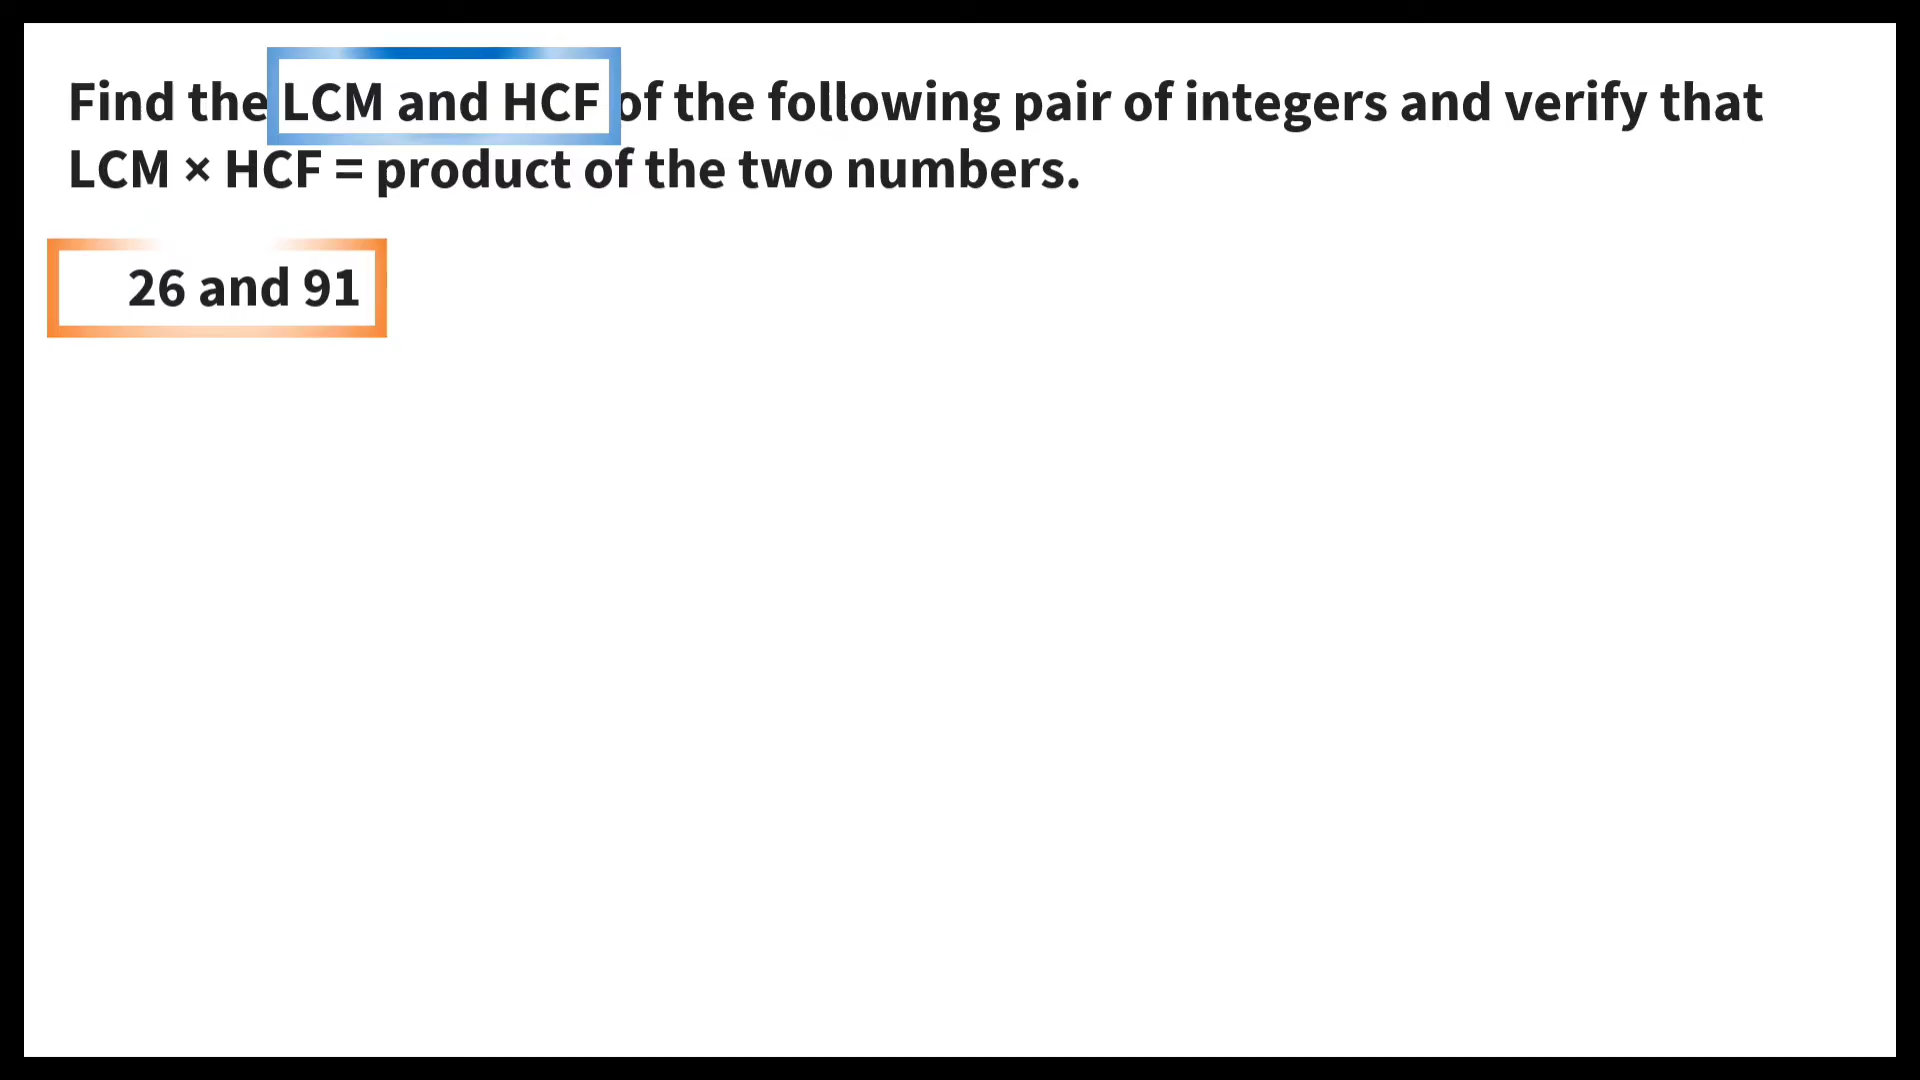 Find the LCM and HCF of the following pair of integers and verify that
LCM × HCF = product of the two numbers.
26 and 91